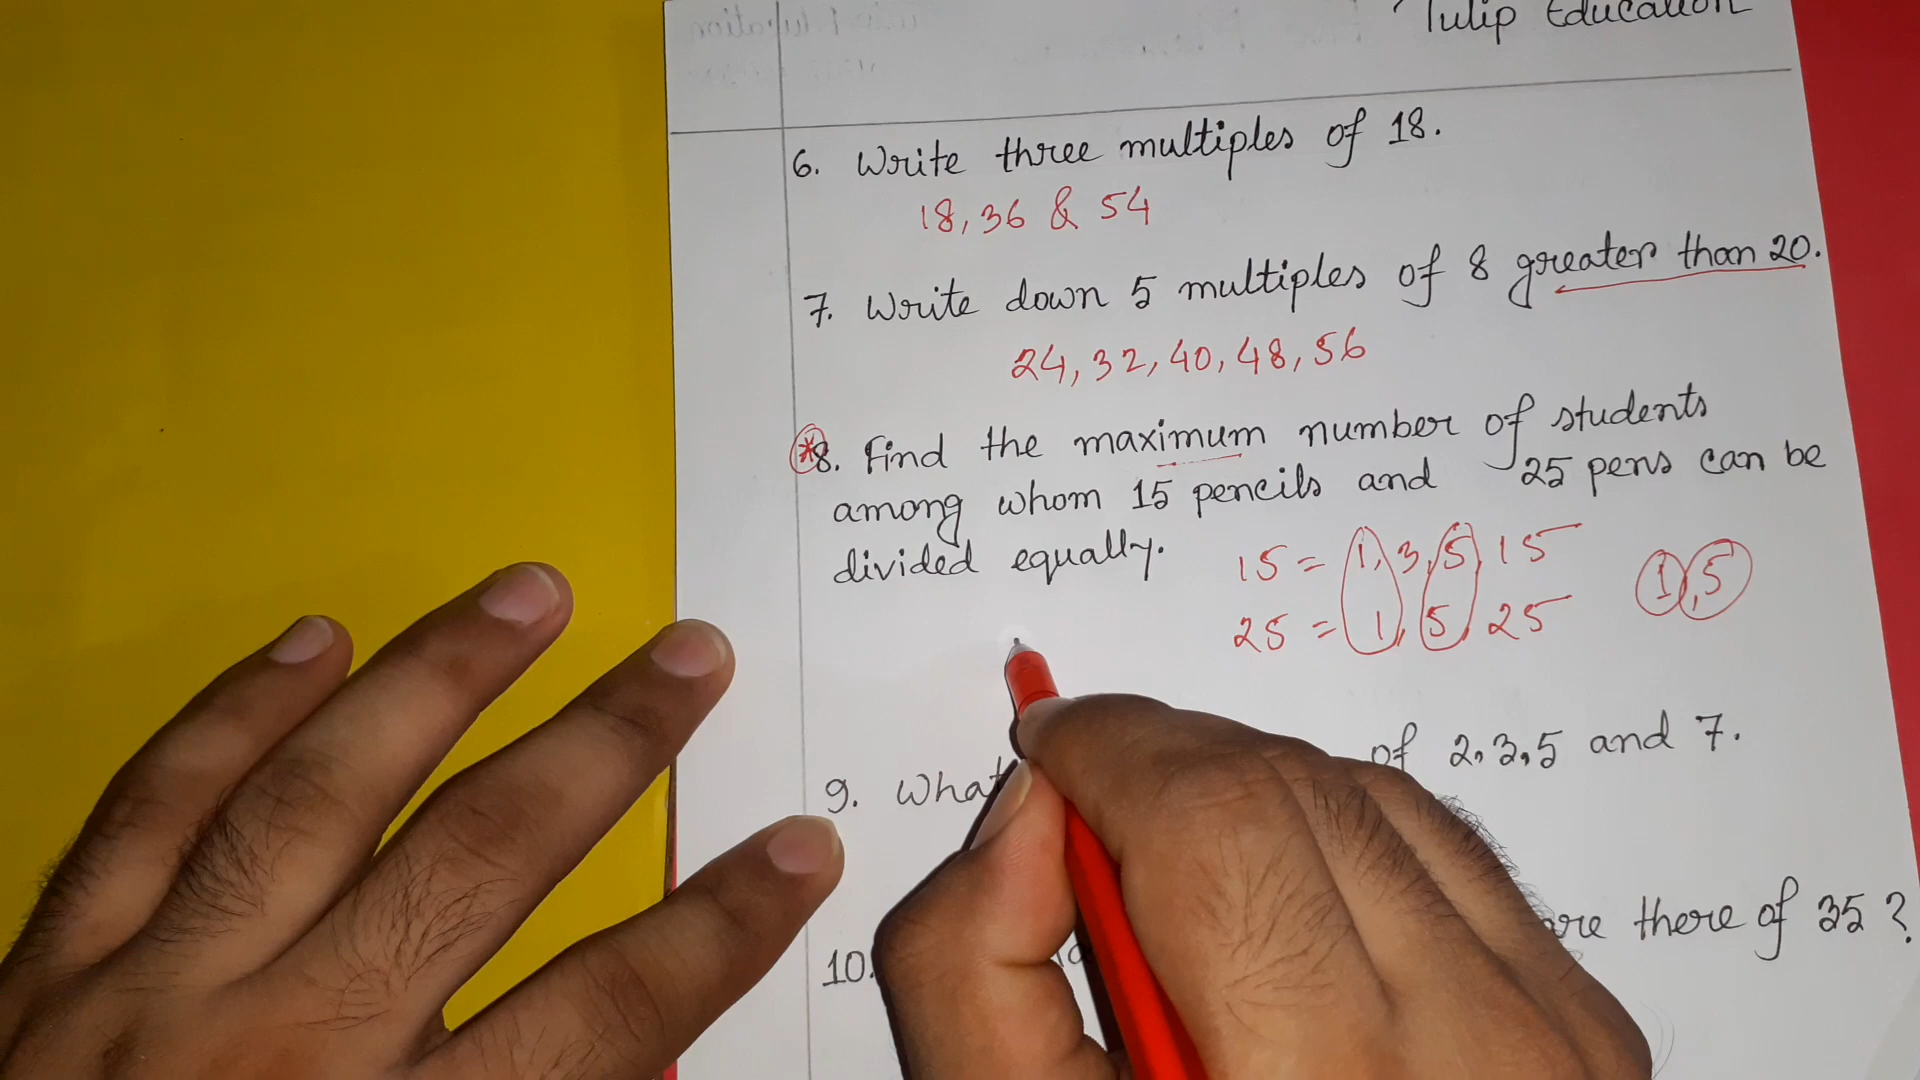 Tulip Education
6. Write three multiples of 18.
18, 36 & 54
7. Write down 5 multiples of 8 greater than 20.
24, 32, 40, 48, 56
*8. Find the maximum number of students
among whom 15 pencils and 25 pens can be
divided equally.
15 = 1, 3, 5, 15
25 = 1, 5, 25
1, 5
9. What of 2, 3, 5 and 7.
10. are there of 35?